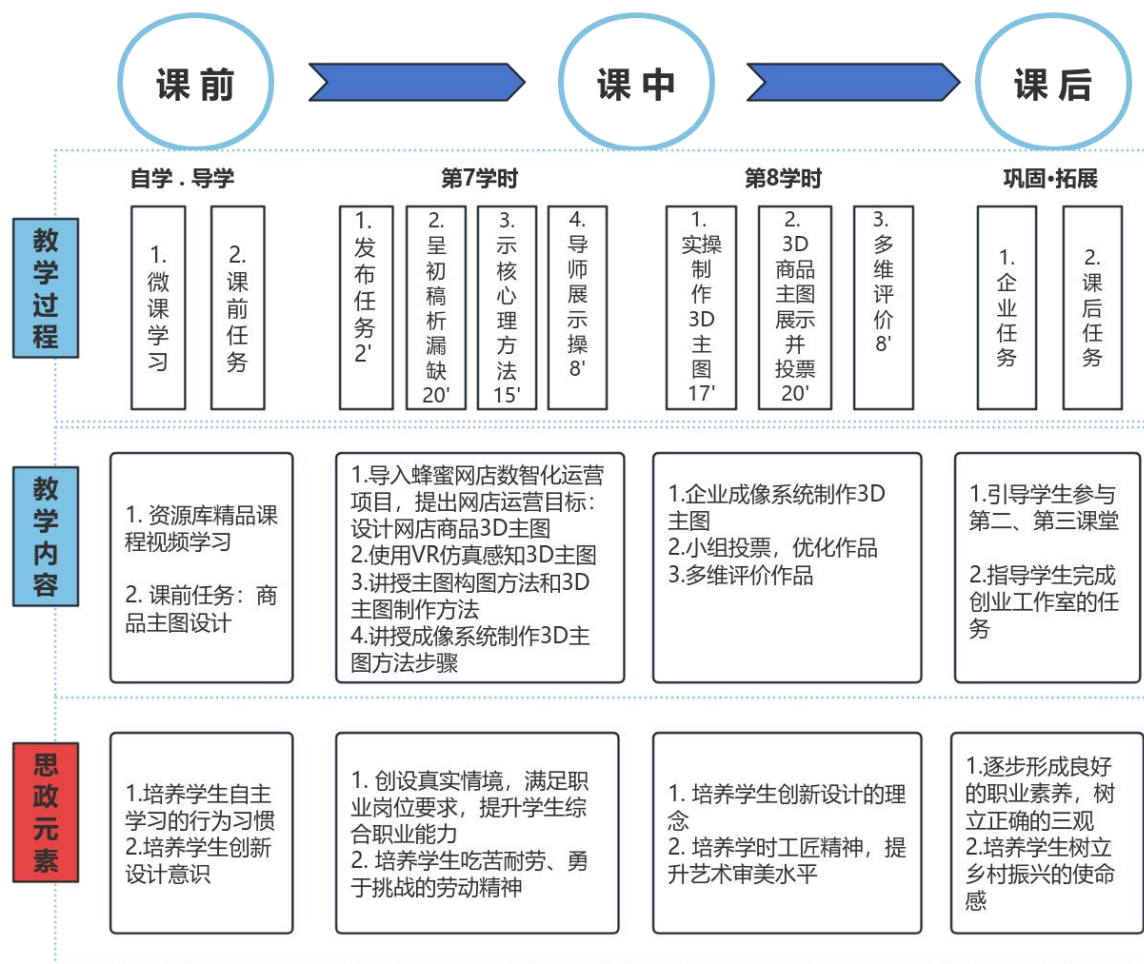 课前
课中
课后
自学 . 导学
第7学时
第8学时
巩固•拓展
教学过程
1.微课学习
2.课前任务
1.发布任务2'
2.呈初稿析漏缺20'
3.示核心理方法15'
4.导师展示操8'
1.
实操
制
作
3D
主
图
17'
2.
3D
商品
主图
展示
并
投票
20'
3.多维评价8'
1.企业任务
2.课后任务
教学内容
1. 资源库精品课
程视频学习
2. 课前任务：商
品主图设计
1.导入蜂蜜网店数智化运营
项目，提出网店运营目标：
设计网店商品3D主图
2.使用VR仿真感知3D主图
3.讲授主图构图方法和3D
主图制作方法
4.讲授成像系统制作3D主
图方法步骤
1.企业成像系统制作3D
主图
2.小组投票，优化作品
3.多维评价作品
1.引导学生参与
第二、第三课堂
2.指导学生完成
创业工作室的任
务
思政元素
1.培养学生自主
学习的行为习惯
2.培养学生创新
设计意识
1. 创设真实情境，满足职
业岗位要求，提升学生综
合职业能力
2. 培养学生吃苦耐劳、勇
于挑战的劳动精神
1. 培养学生创新设计的理
念
2. 培养学时工匠精神，提
升艺术审美水平
1.逐步形成良好
的职业素养，树
立正确的三观
2.培养学生树立
乡村振兴的使命
感